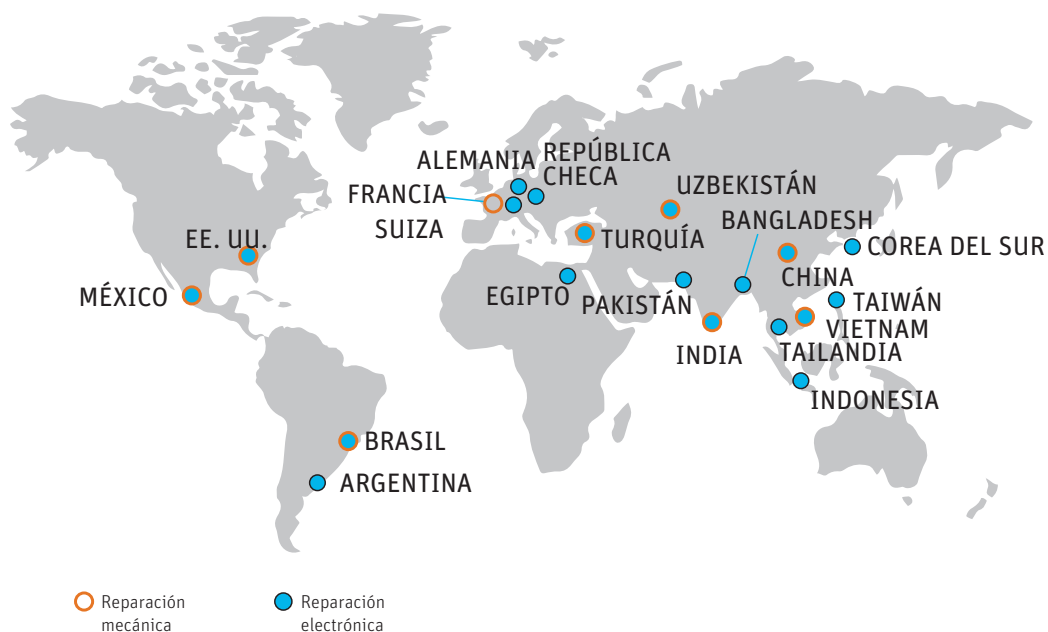 ALEMANIA
REPÚBLICA
CHECA
FRANCIA
SUIZA
UZBEKISTÁN
BANGLADESH
EE. UU.
TURQUÍA
COREA DEL SUR
MÉXICO
EGIPTO
PAKISTÁN
CHINA
TAIWÁN
VIETNAM
INDIA
TAILANDIA
INDONESIA
BRASIL
ARGENTINA
Reparación
mecánica
Reparación
electrónica